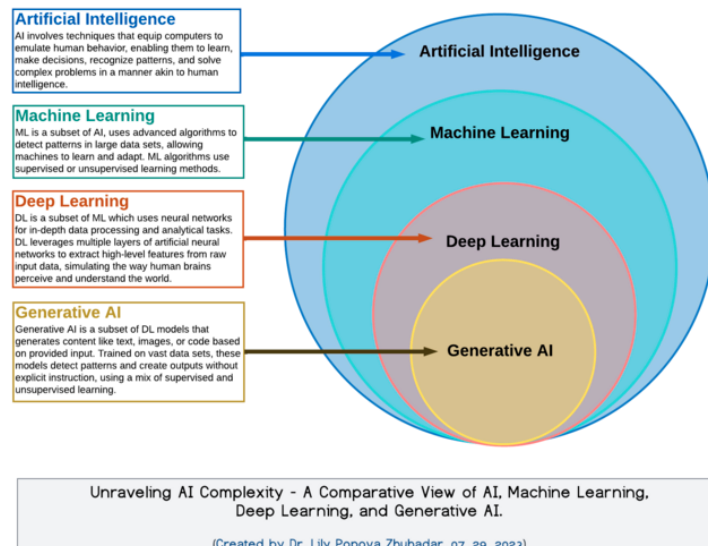 Artificial Intelligence
AI involves techniques that equip computers to
emulate human behavior, enabling them to learn,
make decisions, recognize patterns, and solve
complex problems in a manner akin to human
intelligence.
Machine Learning
ML is a subset of AI, uses advanced algorithms to
detect patterns in large data sets, allowing
machines to learn and adapt. ML algorithms use
supervised or unsupervised learning methods.
Deep Learning
DL is a subset of ML which uses neural networks
for in-depth data processing and analytical tasks.
DL leverages multiple layers of artificial neural
networks to extract high-level features from raw
input data, simulating the way human brains
perceive and understand the world.
Generative AI
Generative AI is a subset of DL models that
generates content like text, images, or code based
on provided input. Trained on vast data sets, these
models detect patterns and create outputs without
explicit instruction, using a mix of supervised and
unsupervised learning.
Artificial Intelligence
Machine Learning
Deep Learning
Generative AI
Unraveling AI Complexity - A Comparative View of AI, Machine Learning,
Deep Learning, and Generative AI.
(Created by Dr. Lily Popova Zhuhadar, 07, 29, 2023)